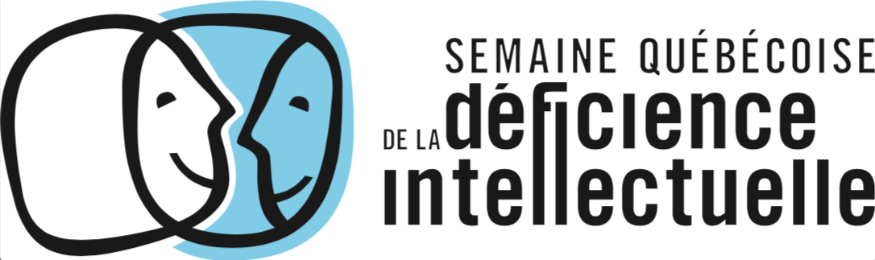 SEMAINE QUÉBÉCOISE
DE LA déficience
intellectuelle